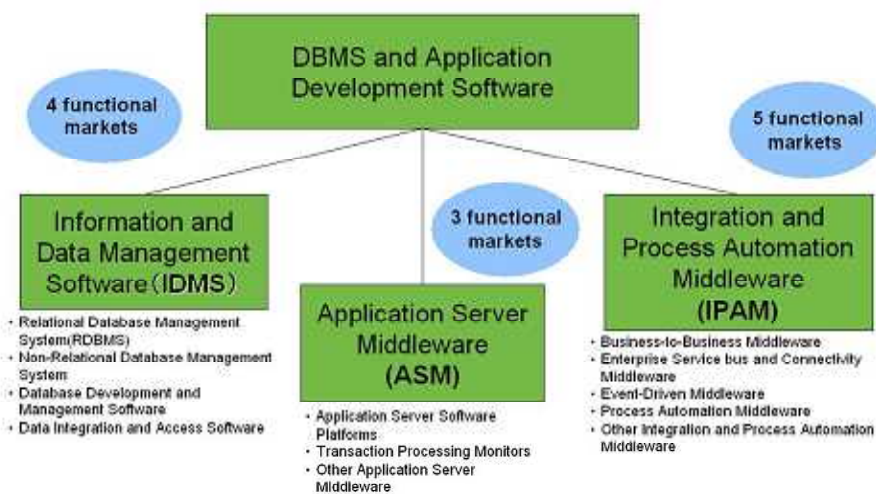 DBMS and Application
Development Software
4 functional
markets
5 functional
markets
3 functional
markets
Information and
Data Management
Software(IDMS)
・Relational Database Management
System(RDBMS)
・Non-Relational Database Management
System
・Database Development and
Management Software
・Data Integration and Access Software
Application Server
Middleware
(ASM)
・Application Server Software
Platforms
・Transaction Processing Monitors
・Other Application Server
Middleware
Integration and
Process Automation
Middleware
(IPAM)
・Business-to-Business Middleware
・Enterprise Service bus and Connectivity
Middleware
・Event-Driven Middleware
・Process Automation Middleware
・Other Integration and Process Automation
Middleware